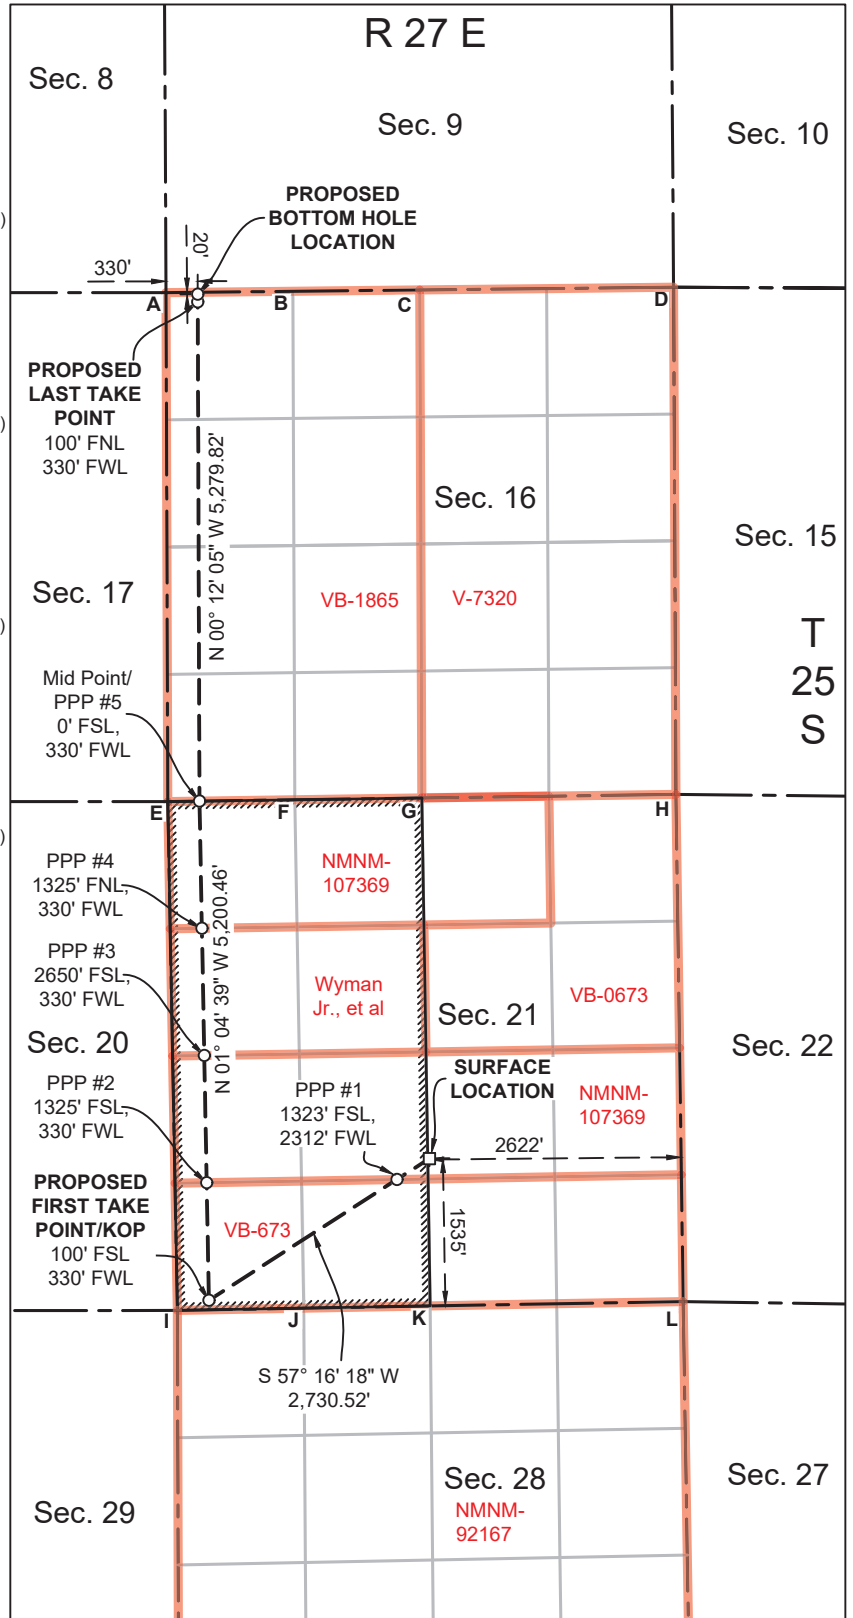 R 27 E
Sec. 8
Sec. 9
Sec. 10
PROPOSED
BOTTOM HOLE
LOCATION
)
20'
330'
A
B
C
D
PROPOSED
LAST TAKE
POINT
100' FNL
330' FWL
)
N 00° 12' 05" W 5,279.82'
Sec. 16
Sec. 15
Sec. 17
VB-1865
V-7320
)
T
25
S
Mid Point/
PPP #5
0' FSL,
330' FWL
E
F
G
H
)
PPP #4
1325' FNL,
330' FWL
NMNM-
107369
N 01° 04' 39" W 5,200.46'
PPP #3
2650' FSL,
330' FWL
Wyman
Jr., et al
VB-0673
Sec. 21
Sec. 20
Sec. 22
SURFACE
LOCATION
PPP #2
1325' FSL,
330' FWL
PPP #1
1323' FSL,
2312' FWL
NMNM-
107369
2622'
PROPOSED
FIRST TAKE
POINT/KOP
100' FSL
330' FWL
VB-673
1535'
I
J
K
L
S 57° 16' 18" W
2,730.52'
Sec. 28
NMNM-
92167
Sec. 27
Sec. 29